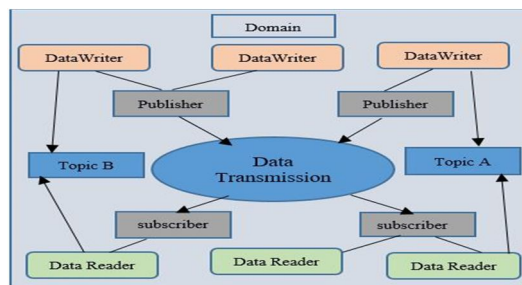 Domain
DataWriter
DataWriter
DataWriter
Publisher
Publisher
Topic B
Data
Transmission
Topic A
subscriber
subscriber
Data Reader
Data Reader
Data Reader